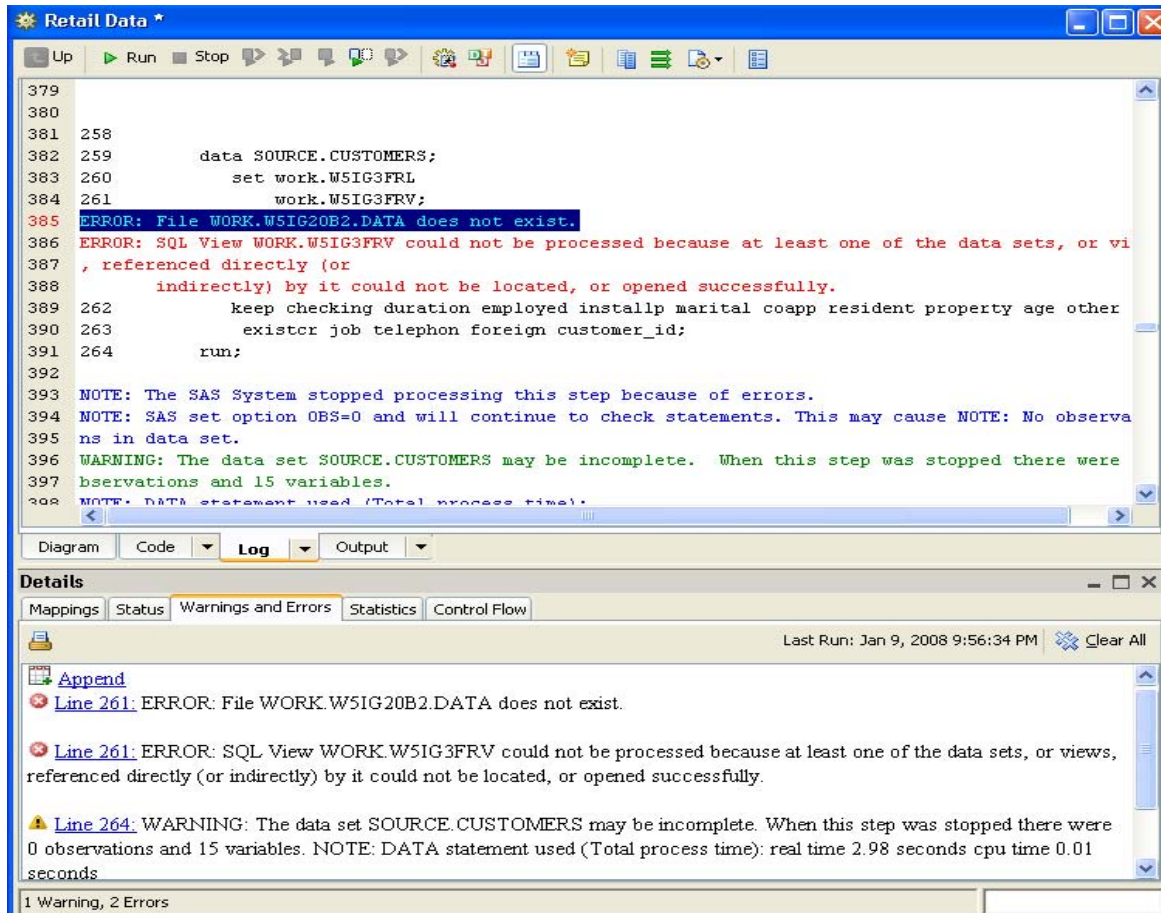 Retail Data *
Up Run Stop
379
380
381 258
382 259 data SOURCE.CUSTOMERS;
383 260 set work.W5IG3FRL
384 261 work.W5IG3FRV;
385 ERROR: File WORK.W5IG20B2.DATA does not exist.
386 ERROR: SQL View WORK.W5IG3FRV could not be processed because at least one of the data sets, or vi
387 , referenced directly (or
388 indirectly) by it could not be located, or opened successfully.
389 262 keep checking duration employed installp marital coapp resident property age other
390 263 existcr job telephon foreign customer_id;
391 264 run;
392
393 NOTE: The SAS System stopped processing this step because of errors.
394 NOTE: SAS set option OBS=0 and will continue to check statements. This may cause NOTE: No observa
395 ns in data set.
396 WARNING: The data set SOURCE.CUSTOMERS may be incomplete.  When this step was stopped there were
397 bservations and 15 variables.
398 NOTE: DATA statement used (Total process time):
Diagram Code Log Output
Details
Mappings Status Warnings and Errors Statistics Control Flow
Last Run: Jan 9, 2008 9:56:34 PM Clear All
Append
Line 261: ERROR: File WORK.W5IG20B2.DATA does not exist.
Line 261: ERROR: SQL View WORK.W5IG3FRV could not be processed because at least one of the data sets, or views,
referenced directly (or indirectly) by it could not be located, or opened successfully.
Line 264: WARNING: The data set SOURCE.CUSTOMERS may be incomplete. When this step was stopped there were
0 observations and 15 variables. NOTE: DATA statement used (Total process time): real time 2.98 seconds cpu time 0.01
seconds
1 Warning, 2 Errors